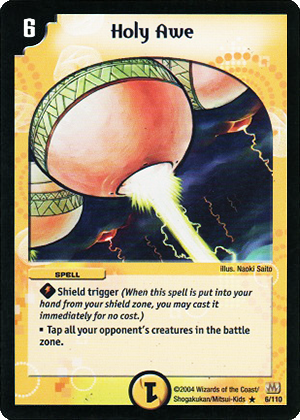 6
Holy Awe
illus. Naoki Saito
SPELL
Shield trigger (When this spell is put into your
hand from your shield zone, you may cast it
immediately for no cost.)
▪ Tap all your opponent's creatures in the battle
zone.
1
©2004 Wizards of the Coast/
Shogakukan/Mitsui-Kids ★ 6/110